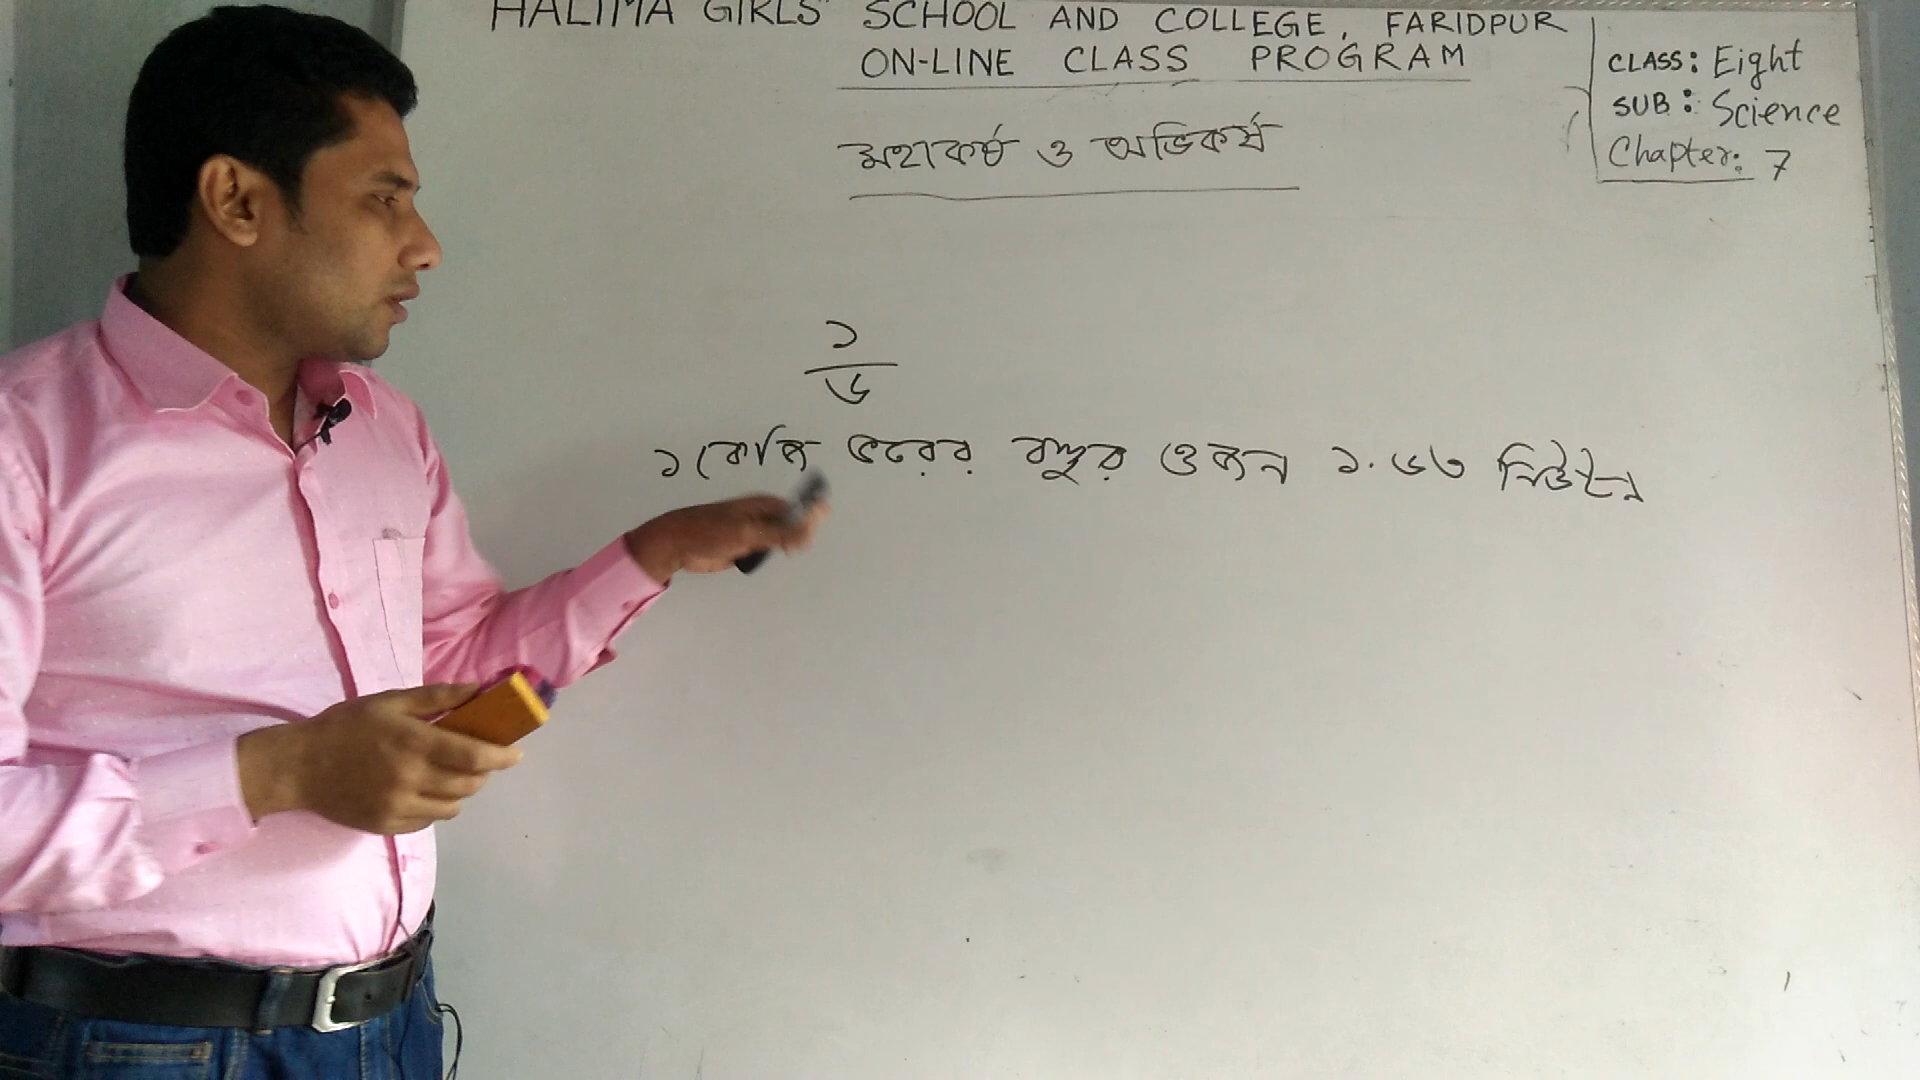 HALIMA GIRLS' SCHOOL AND COLLEGE, FARIDPUR
ON-LINE CLASS PROGRAM
CLASS: Eight
SUB: Science
Chapter: 7
মহাকর্ষ ও অভিকর্ষ
১
৬
১ কেজি ভরের বস্তুর ওজন ১.৬৩ নিউটন